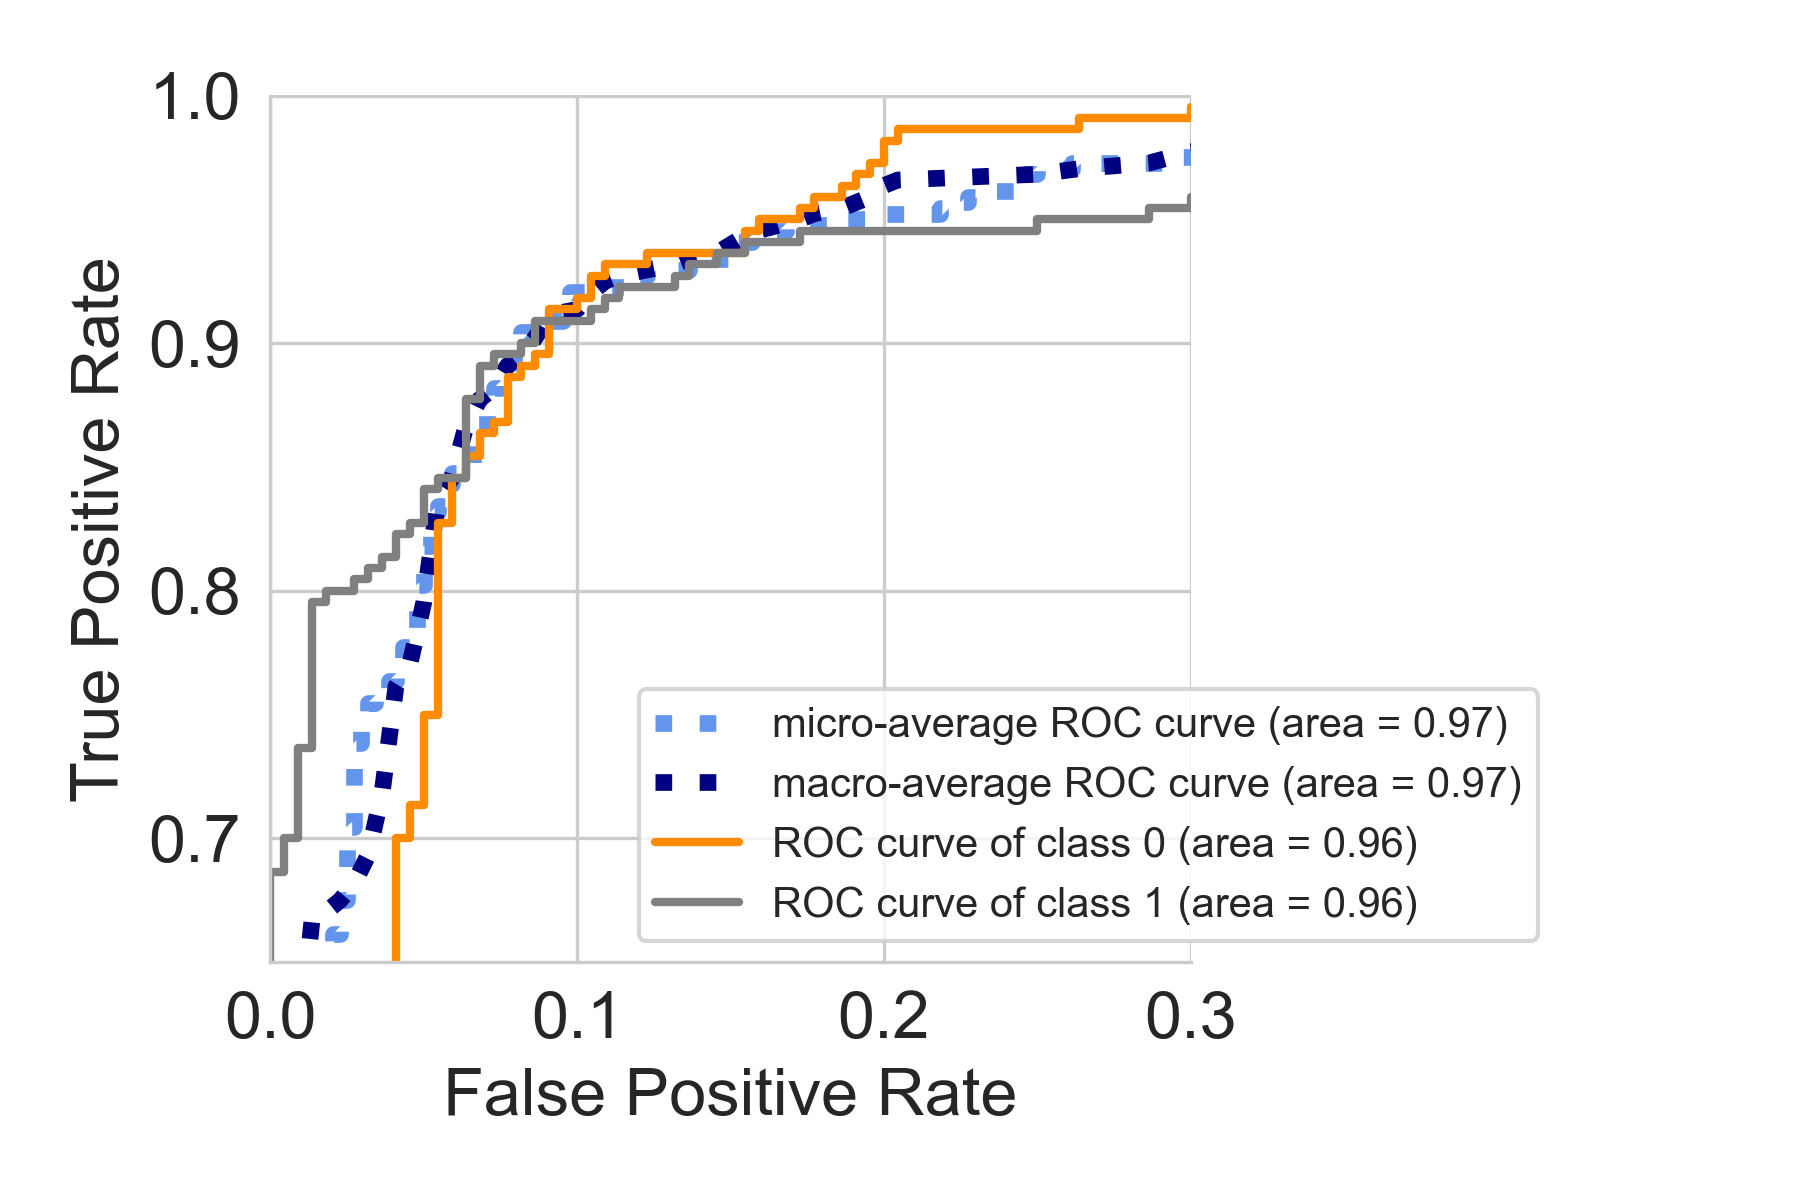 1.0
0.9
0.8
0.7
True Positive Rate
micro-average ROC curve (area = 0.97)
macro-average ROC curve (area = 0.97)
ROC curve of class 0 (area = 0.96)
ROC curve of class 1 (area = 0.96)
0.0 0.1 0.2 0.3
False Positive Rate